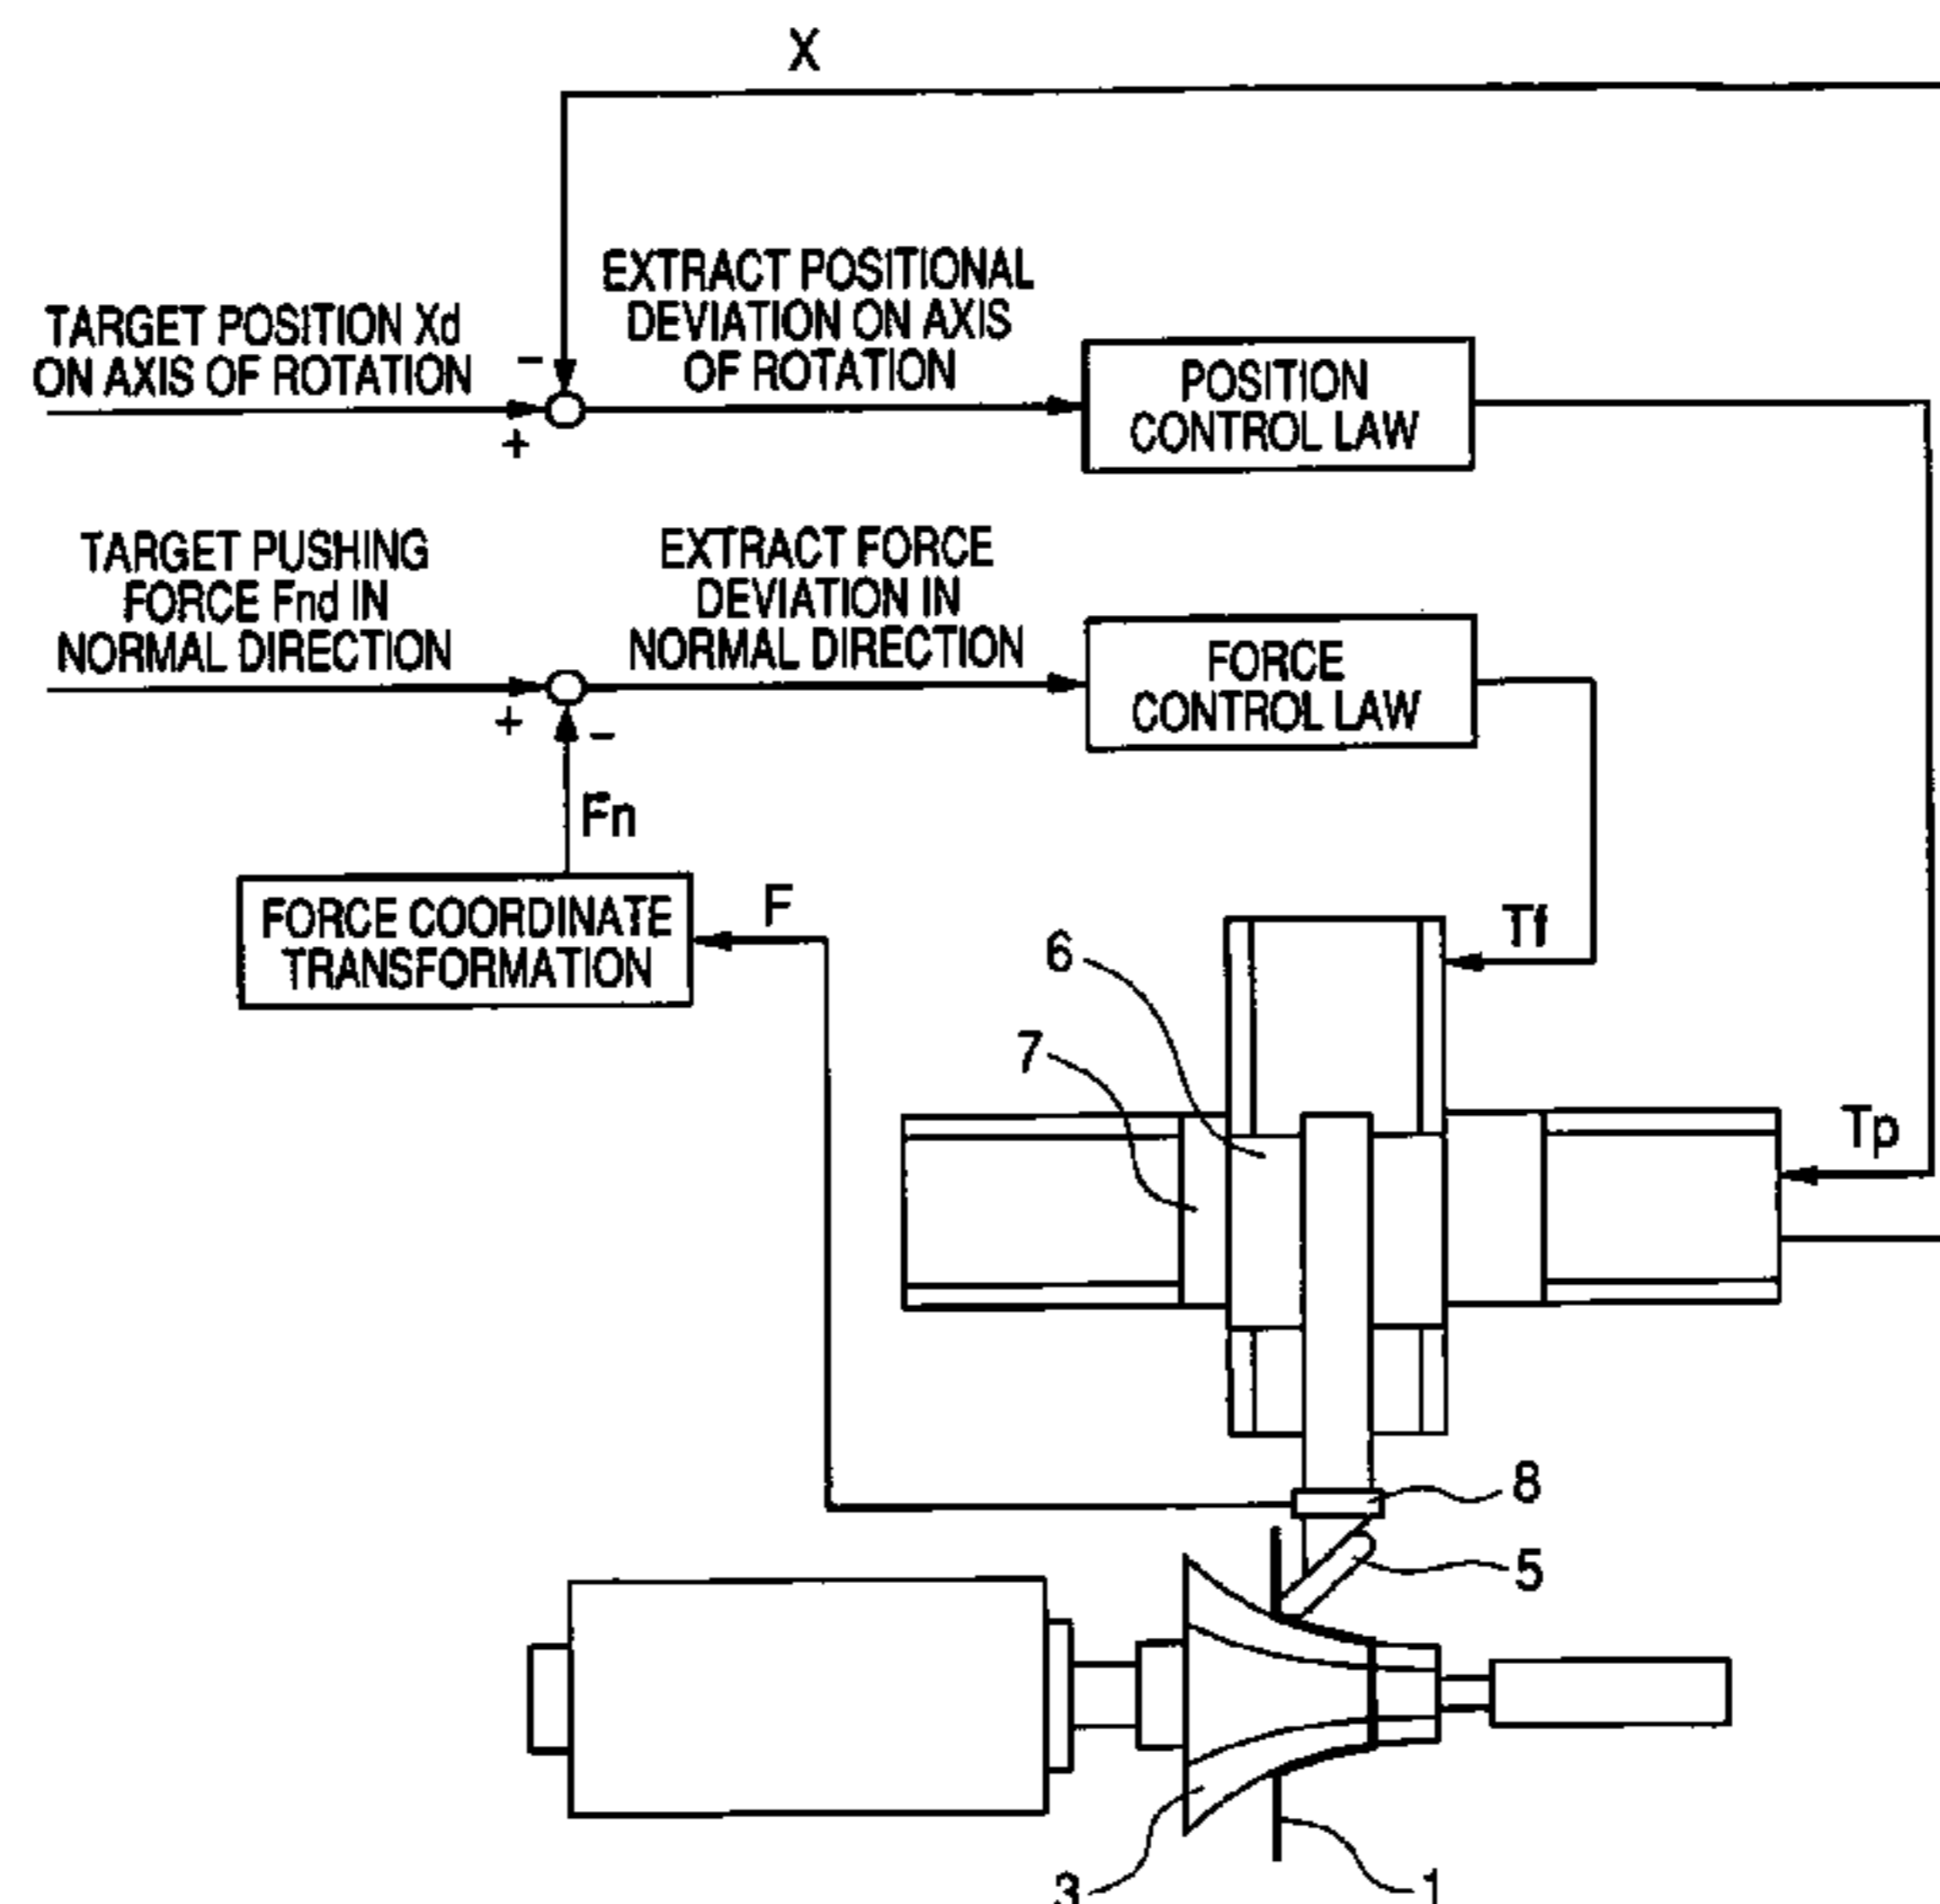 X
EXTRACT POSITIONAL
DEVIATION ON AXIS
OF ROTATION
TARGET POSITION Xd
ON AXIS OF ROTATION
-
+
POSITION
CONTROL LAW
TARGET PUSHING
FORCE Fnd IN
NORMAL DIRECTION
EXTRACT FORCE
DEVIATION IN
NORMAL DIRECTION
+
-
FORCE
CONTROL LAW
Fn
FORCE COORDINATE
TRANSFORMATION
F
Tf
6
7
Tp
8
5
3
1